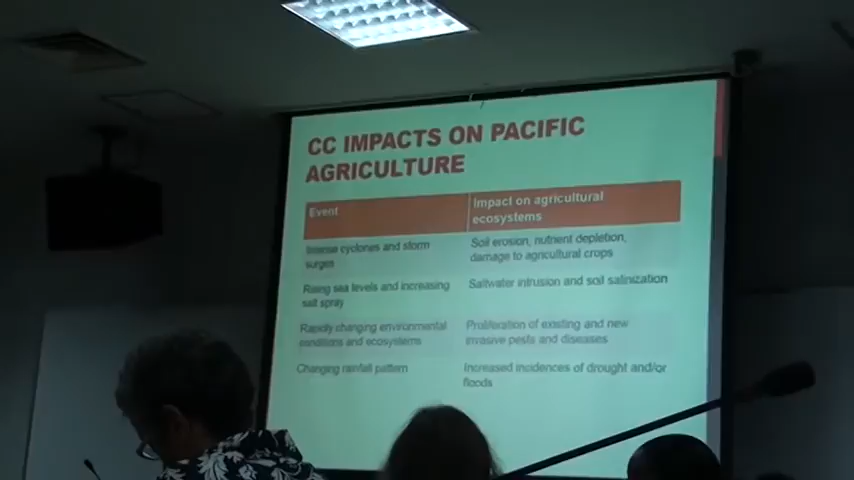 CC IMPACTS ON PACIFIC
AGRICULTURE
Event
Impact on agricultural
ecosystems
Intense cyclones and storm
surges
Soil erosion, nutrient depletion,
damage to agricultural crops
Rising sea levels and increasing
salt spray
Saltwater intrusion and soil salinization
Rapidly changing environmental
conditions and ecosystems
Proliferation of existing and new
invasive pests and diseases
Changing rainfall pattern
Increased incidences of drought and/or
floods